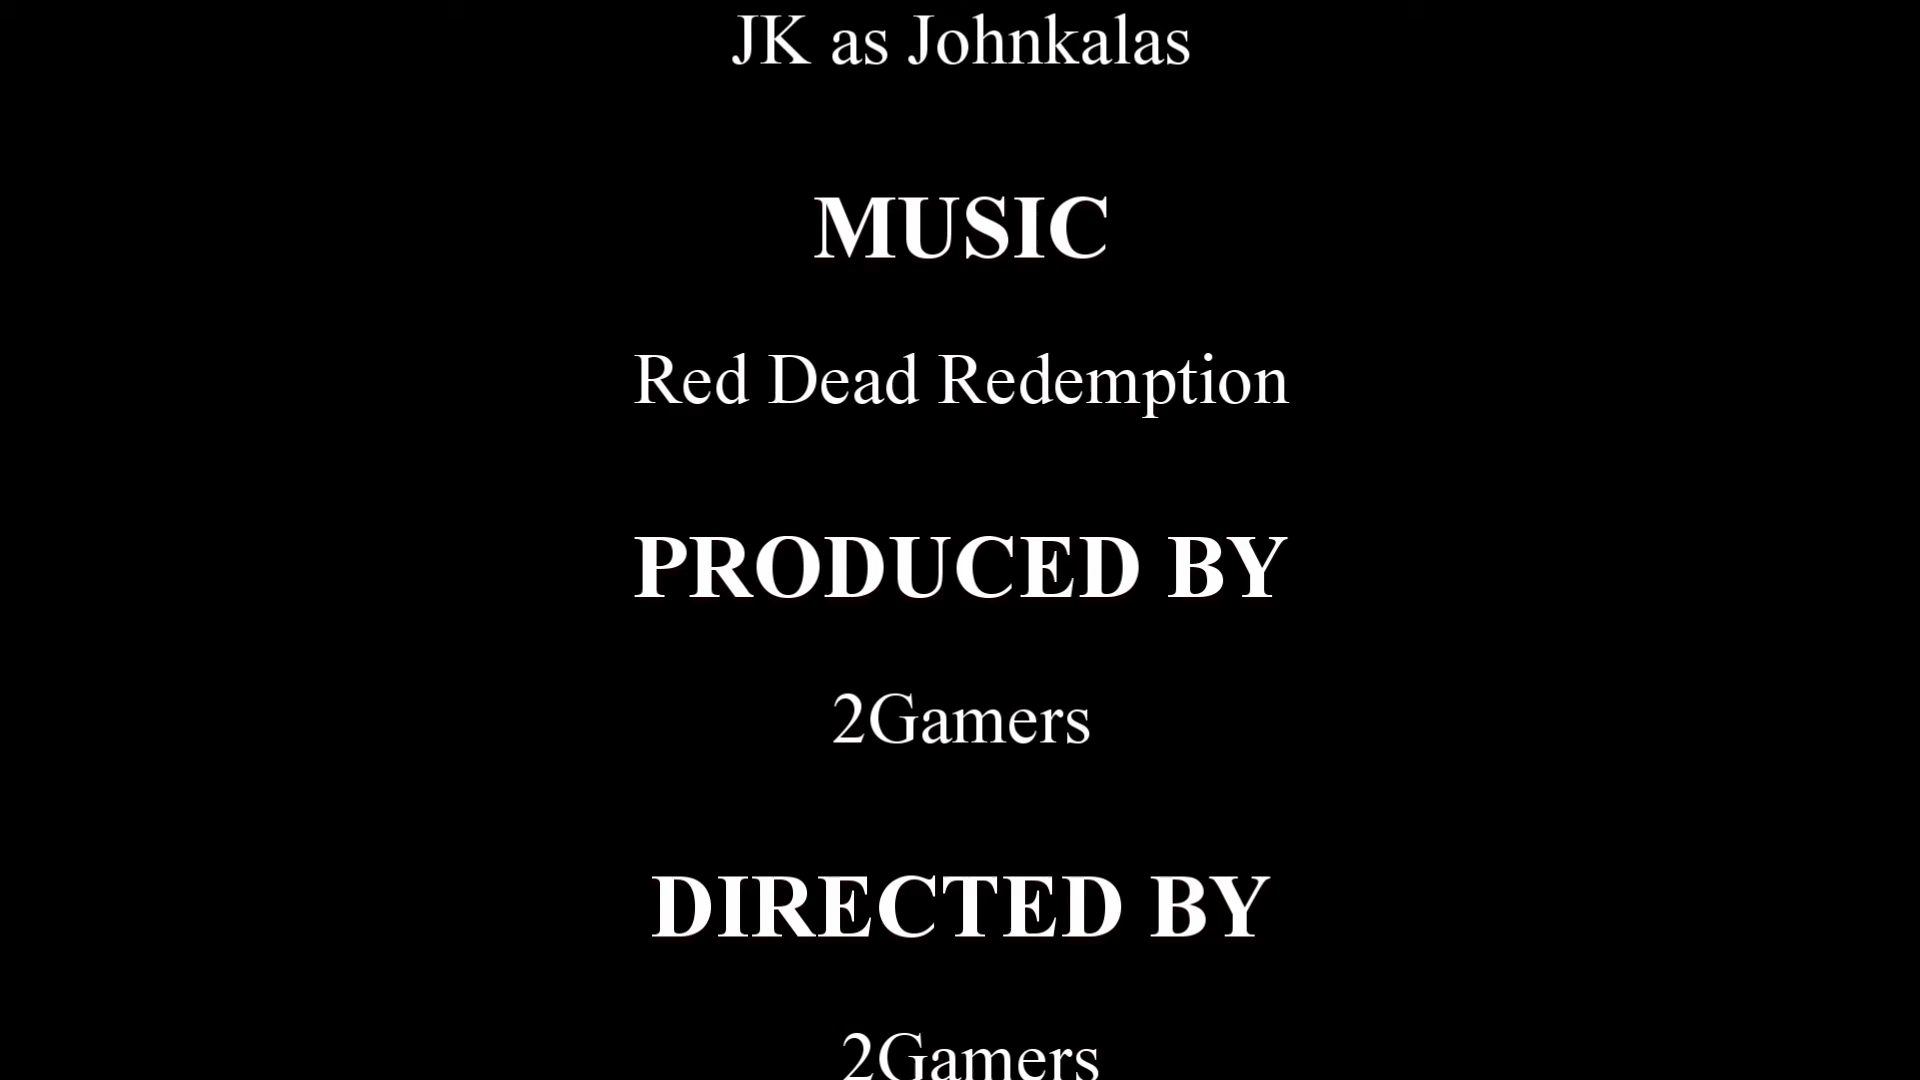 JK as Johnkalas
MUSIC
Red Dead Redemption
PRODUCED BY
2Gamers
DIRECTED BY
2Gamers